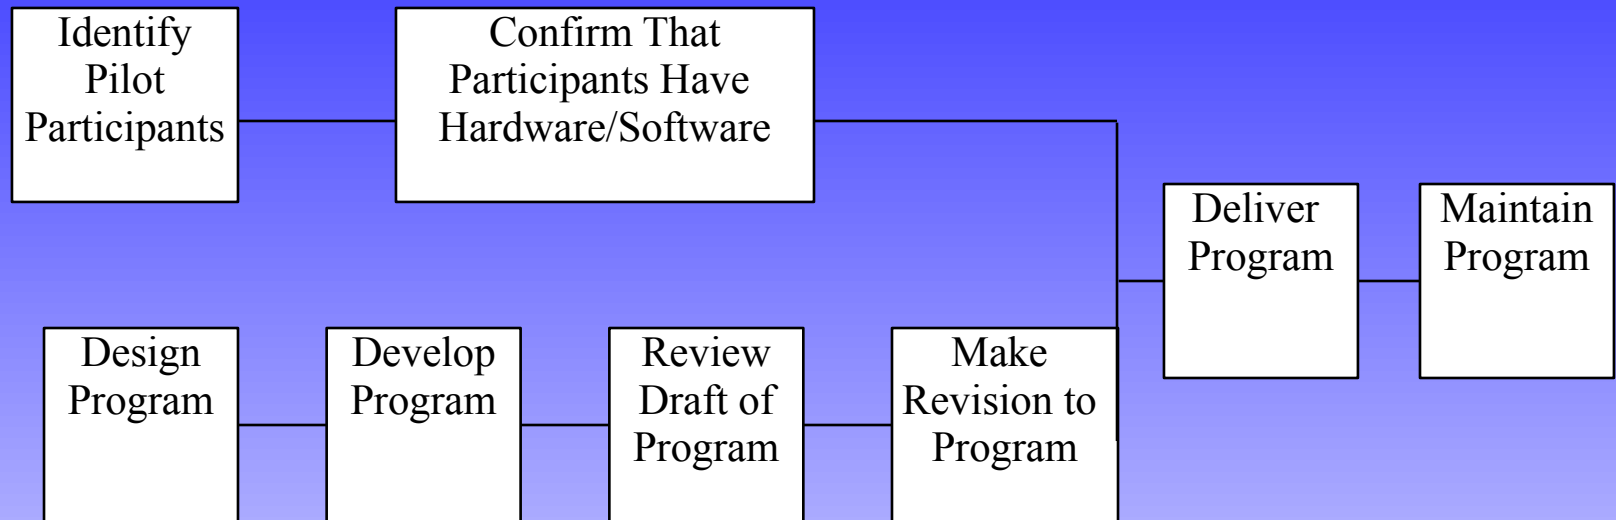 Identify
Pilot
Participants
Confirm That
Participants Have
Hardware/Software
Deliver
Program
Maintain
Program
Design
Program
Develop
Program
Review
Draft of
Program
Make
Revision to
Program